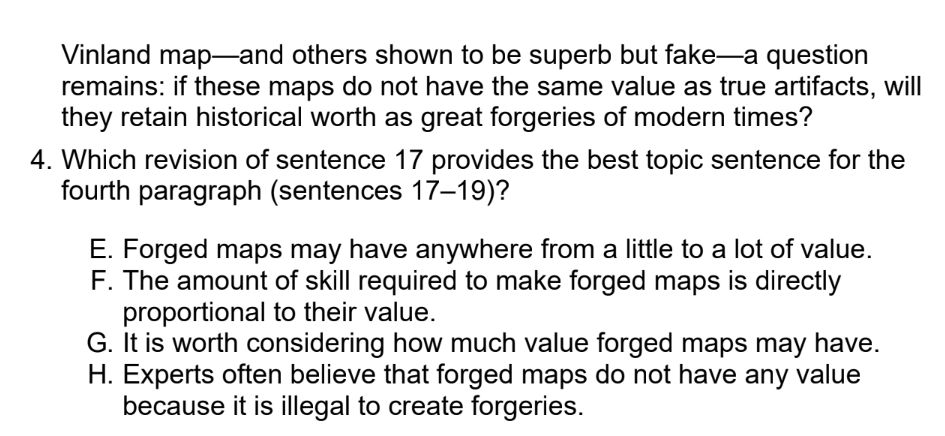 Vinland map—and others shown to be superb but fake—a question
remains: if these maps do not have the same value as true artifacts, will
they retain historical worth as great forgeries of modern times?
4. Which revision of sentence 17 provides the best topic sentence for the
fourth paragraph (sentences 17–19)?
E. Forged maps may have anywhere from a little to a lot of value.
F. The amount of skill required to make forged maps is directly
proportional to their value.
G. It is worth considering how much value forged maps may have.
H. Experts often believe that forged maps do not have any value
because it is illegal to create forgeries.